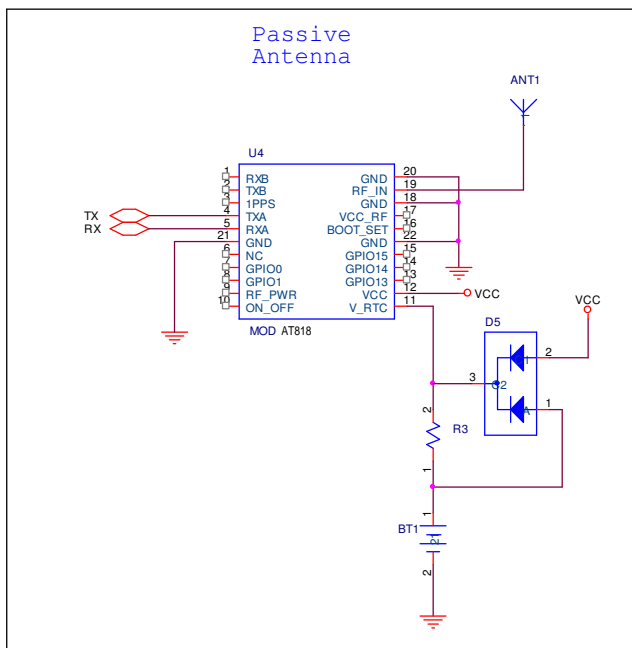 Passive
Antenna
ANT1
U4
1 RXB GND 20
2 TXB RF_IN 19
3 1PPS GND 18
TX 4 TXA VCC_RF 17
RX 5 RXA BOOT_SET 16
21 GND GND 22
6 NC GPIO15 15
7 GPIO0 GPIO14 14
8 GPIO1 GPIO13 13
9 RF_PWR VCC 12 VCC
10 ON_OFF V_RTC 11
MOD AT818
VCC
D5
2
3
1
A
2
R3
1
1
BT1
2